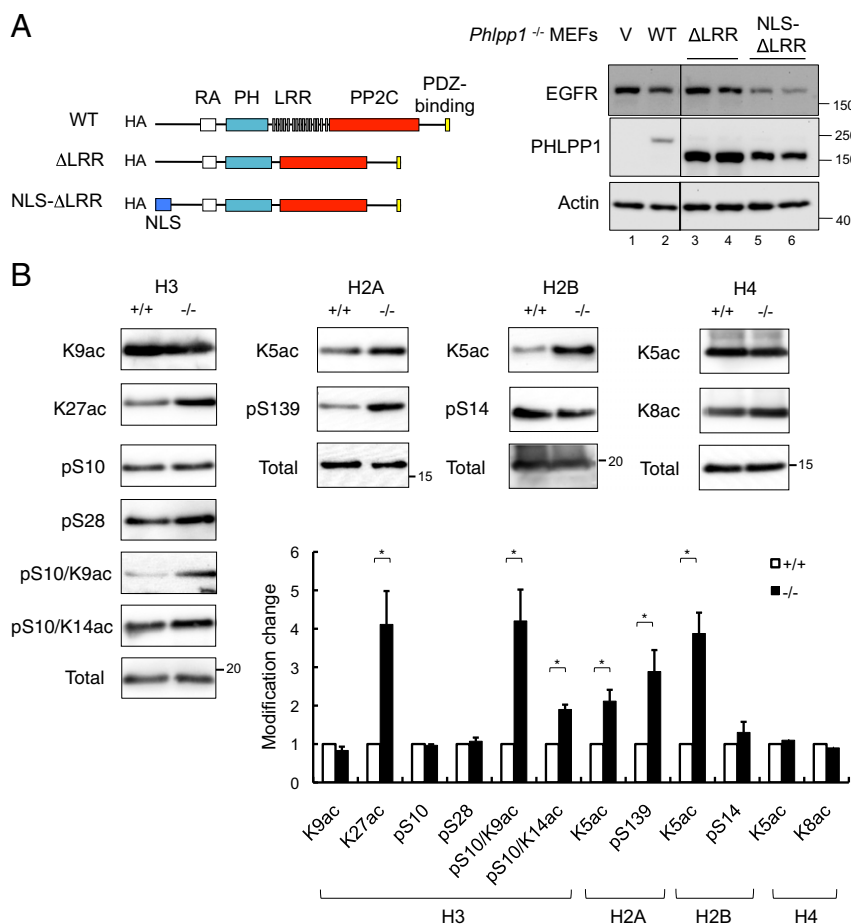 A
RA PH LRR PP2C PDZ-
binding
WT HA
ΔLRR HA
NLS-ΔLRR HA
NLS
Phlpp1 -/- MEFs V WT ΔLRR NLS-
ΔLRR
EGFR
150
PHLPP1
250
150
Actin
40
1 2 3 4 5 6
B
H3
+/+ -/-
K9ac
K27ac
pS10
pS28
pS10/K9ac
pS10/K14ac
Total
20
H2A
+/+ -/-
K5ac
pS139
Total
15
H2B
+/+ -/-
K5ac
pS14
Total
20
H4
+/+ -/-
K5ac
K8ac
Total
15
Modification change
6
5
4
3
2
1
0
* * * * * *
+/+
-/-
K9ac
K27ac
pS10
pS28
pS10/K9ac
pS10/K14ac
K5ac
pS139
K5ac
pS14
K5ac
K8ac
H3 H2A H2B H4